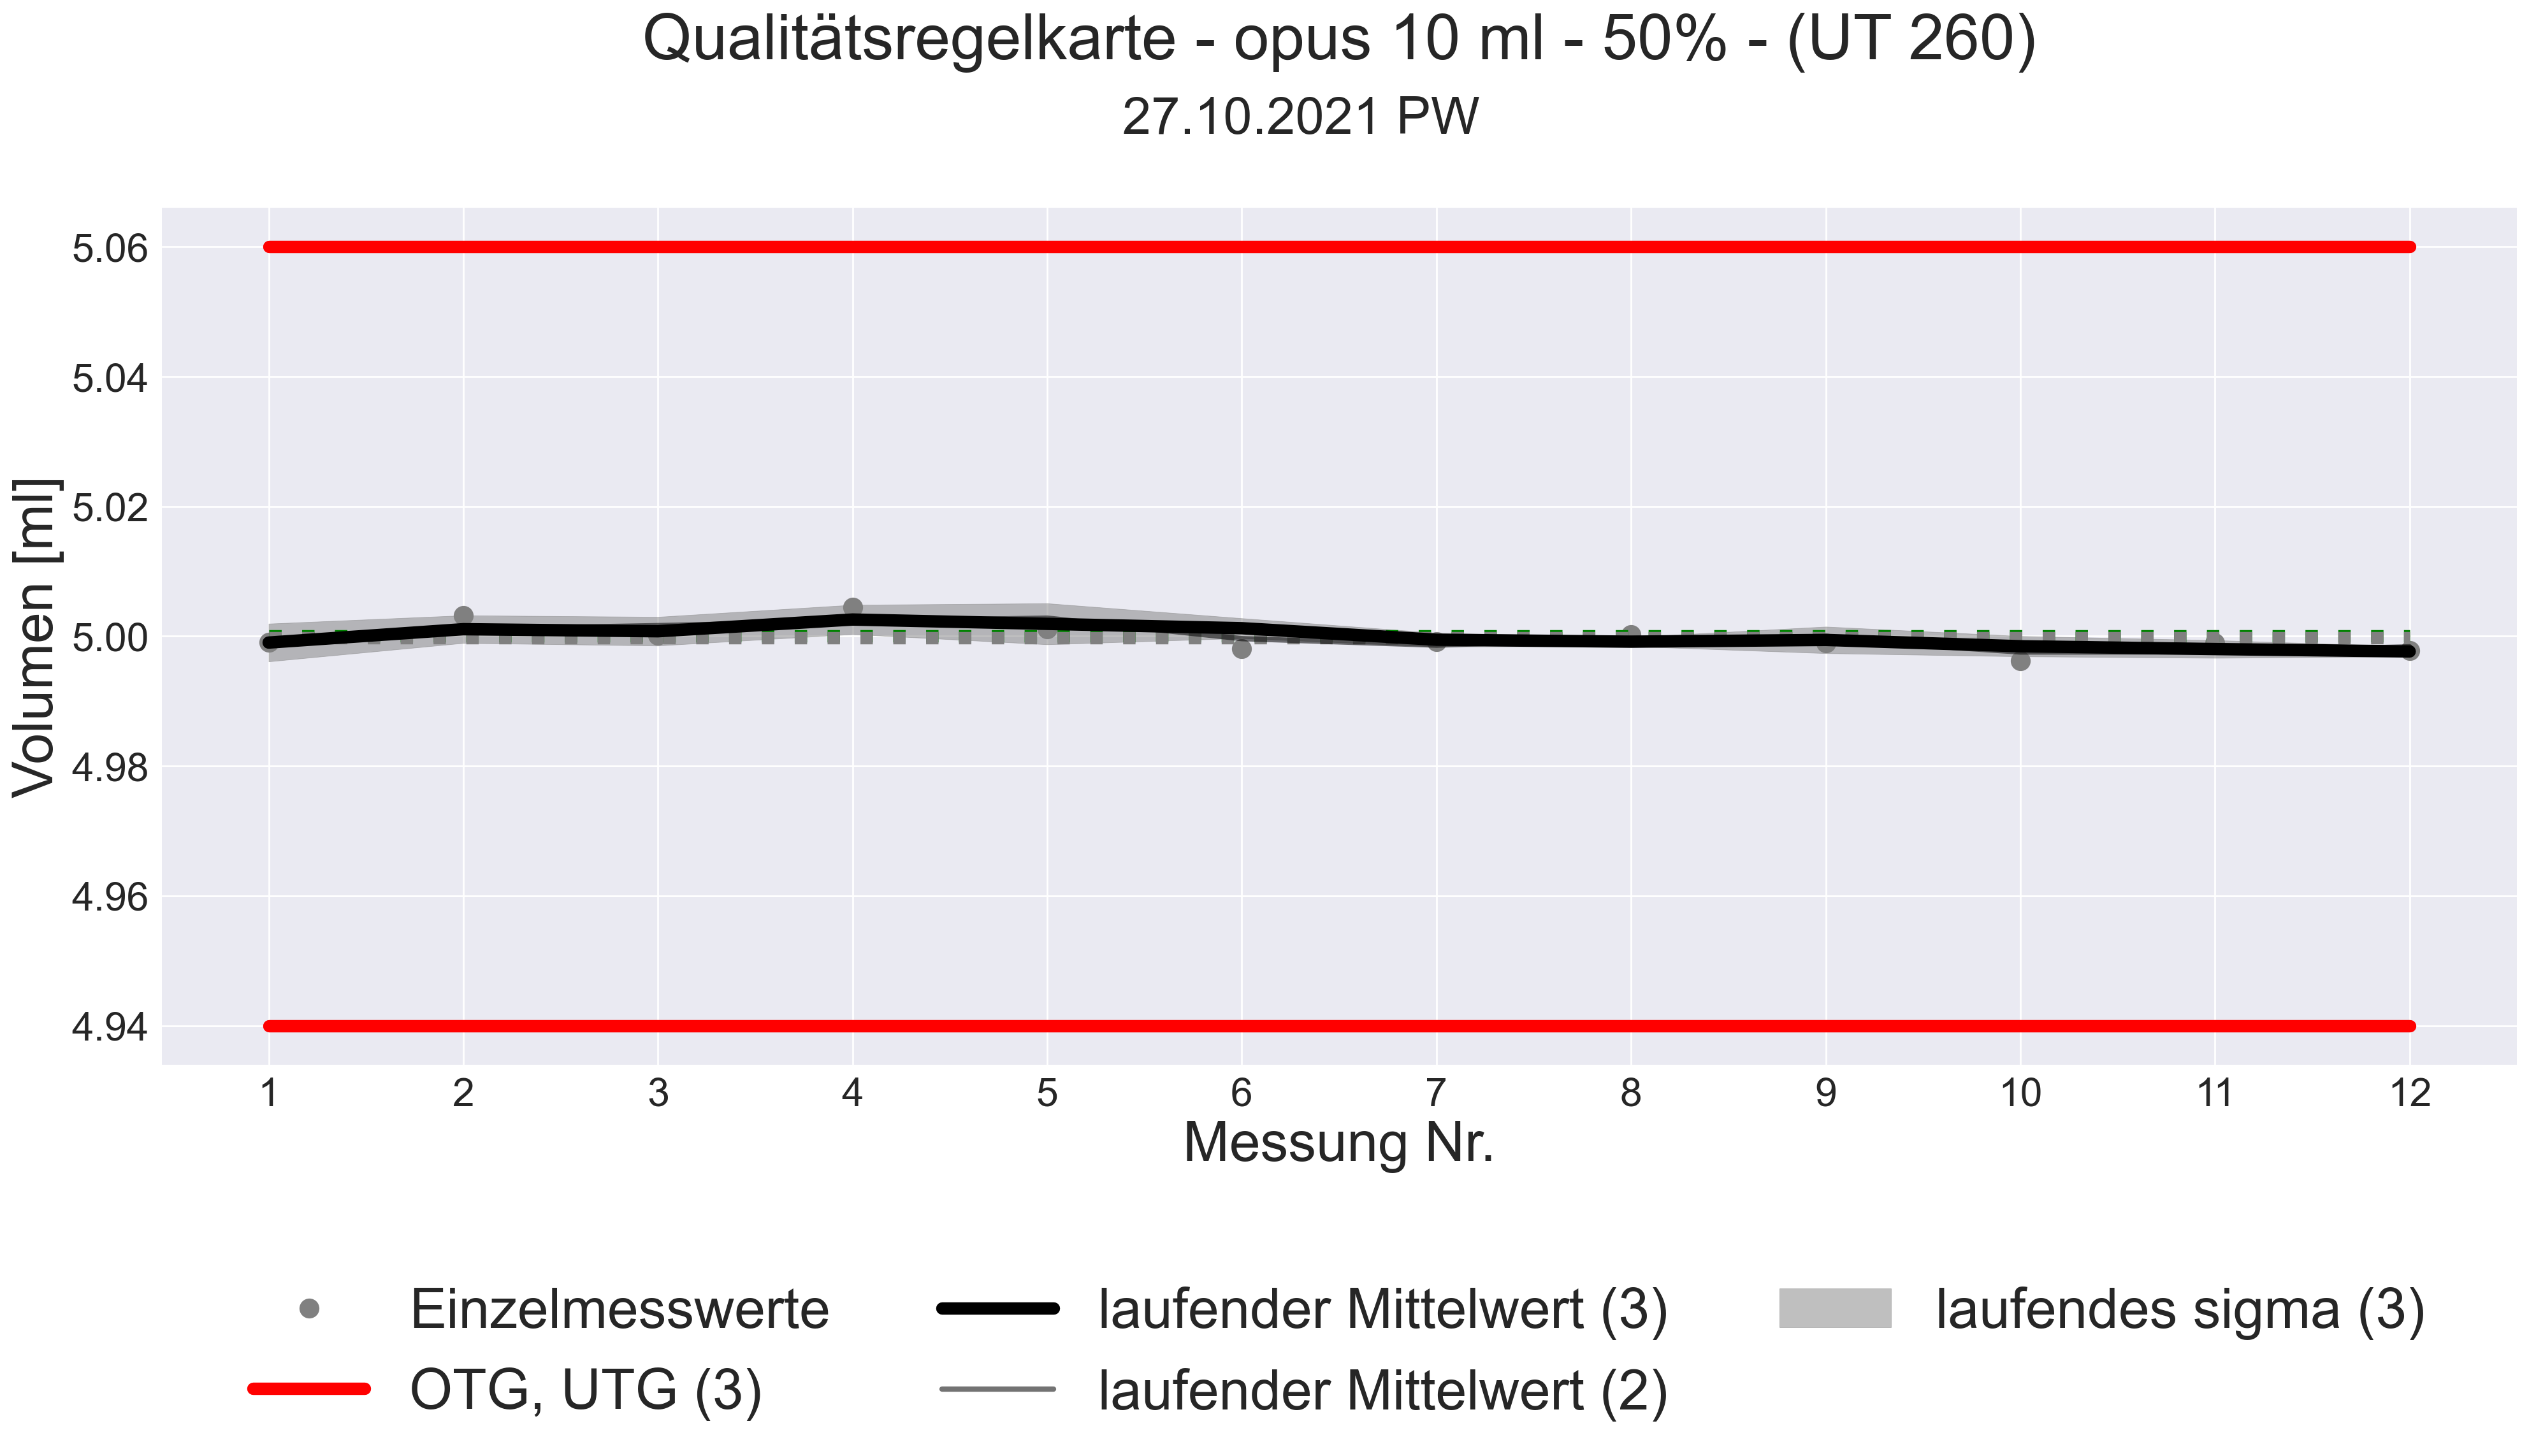 Qualitätsregelkarte - opus 10 ml - 50% - (UT 260)
27.10.2021 PW
Volumen [ml]
5.06
5.04
5.02
5.00
4.98
4.96
4.94
1 2 3 4 5 6 7 8 9 10 11 12
Messung Nr.
Einzelmesswerte laufender Mittelwert (3) laufendes sigma (3)
OTG, UTG (3) laufender Mittelwert (2)